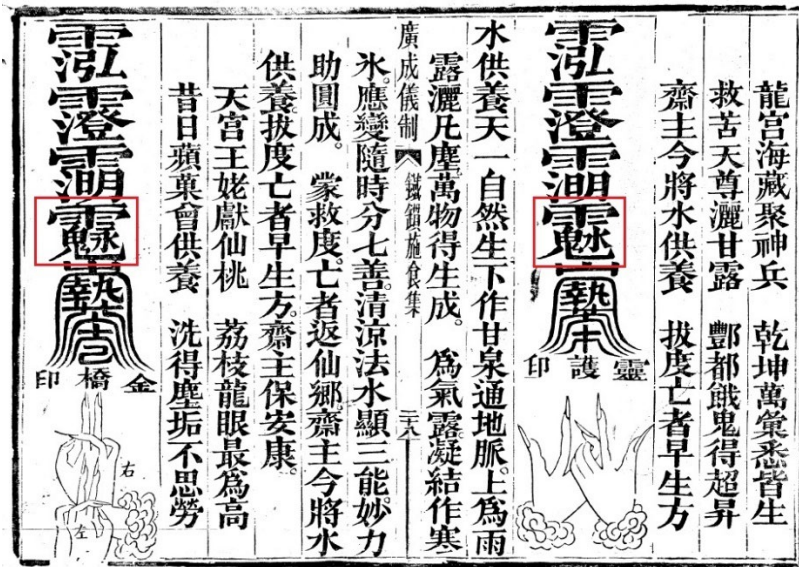 龍宮海藏聚神兵 乾坤萬彙悉皆生
救苦天尊灑甘露 酆都餓鬼得超昇
齋主今將水供養 拔度亡者早生方
靈護印
水供養天一自然生下作甘泉通地脈。上爲雨
露灑凡塵。萬物得生成。 爲氣露凝結作寒
廣成儀制 鐵鎖施食集
氷。應變隨時分七善。清涼法水顯三能。妙力
助圓成。 蒙救度。亡者返仙鄉。齋主今將水
供養。拔度亡者早生方。齋主保安康。
天宮王姥獻仙桃 荔枝龍眼最爲高
昔日蘋菓會供養 洗得塵垢不思勞
金橋印
右
左